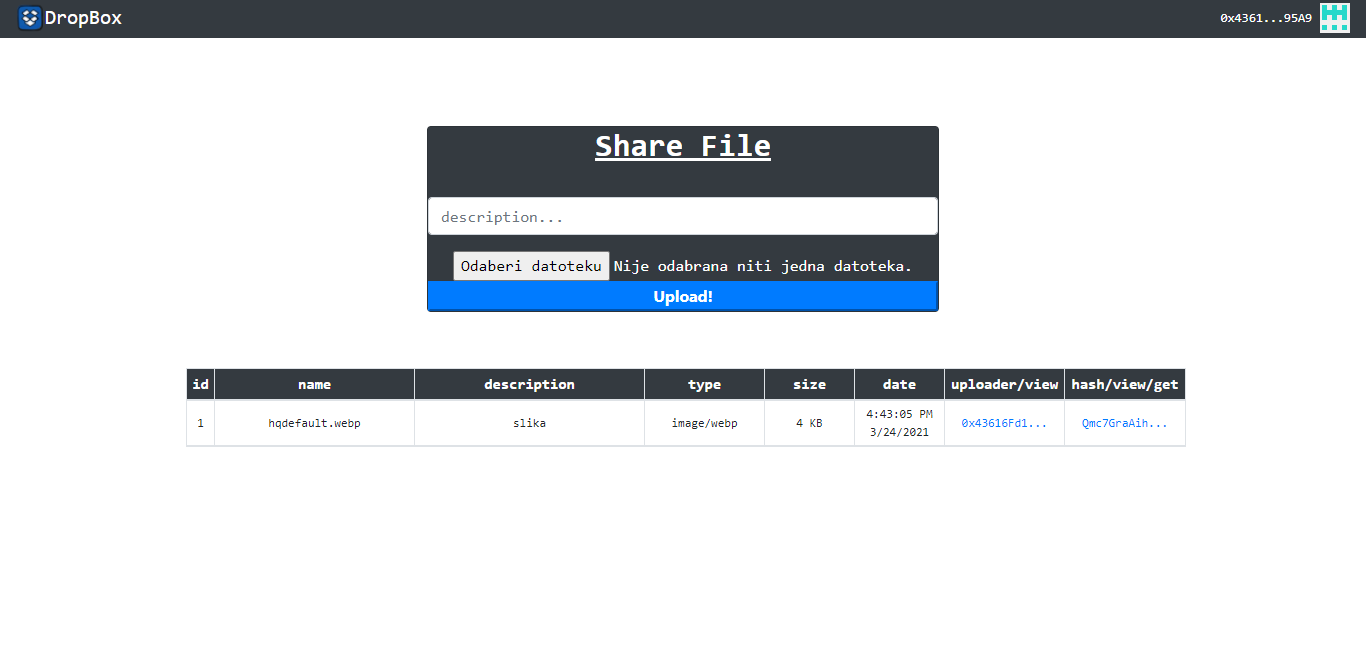 DropBox 0x4361...95A9
Share File
description...
Odaberi datoteku Nije odabrana niti jedna datoteka.
Upload!
id name description type size date uploader/view hash/view/get
1 hqdefault.webp slika image/webp 4 KB 4:43:05 PM 0x43616Fd1... Qmc7GraAih...
3/24/2021